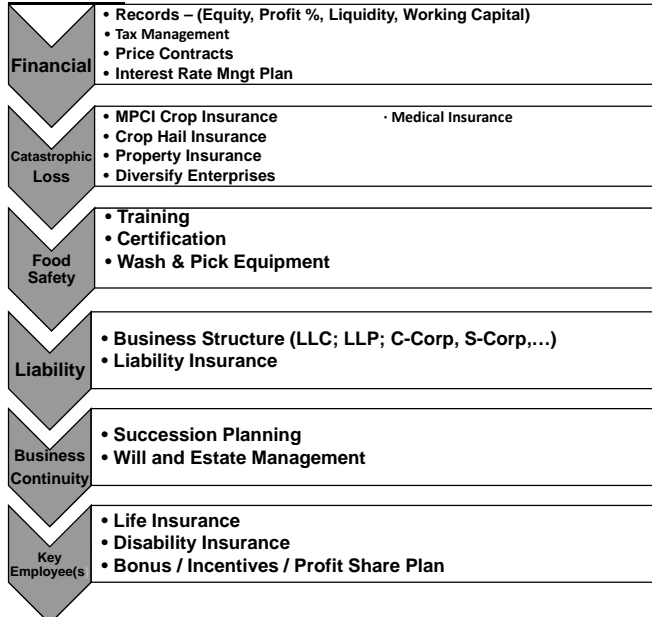 Financial
• Records – (Equity, Profit %, Liquidity, Working Capital)
• Tax Management
• Price Contracts
• Interest Rate Mngt Plan
Catastrophic
Loss
• MPCI Crop Insurance
· Medical Insurance
• Crop Hail Insurance
• Property Insurance
• Diversify Enterprises
Food
Safety
• Training
• Certification
• Wash & Pick Equipment
Liability
• Business Structure (LLC; LLP; C-Corp, S-Corp,…)
• Liability Insurance
Business
Continuity
• Succession Planning
• Will and Estate Management
Key
Employee(s)
• Life Insurance
• Disability Insurance
• Bonus / Incentives / Profit Share Plan